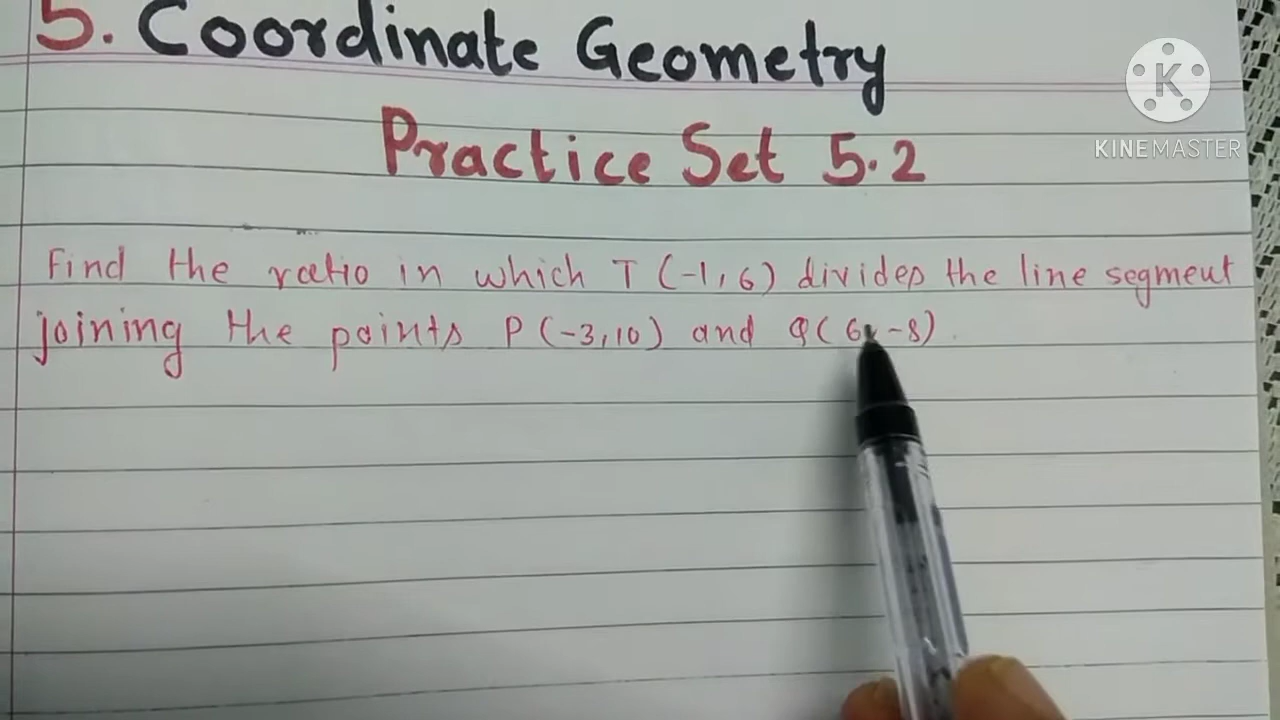 5. Coordinate Geometry
K
KINEMASTER
Practice Set 5.2
Find the ratio in which T (-1, 6) divides the line segment
joining the points P (-3, 10) and Q ( 6, -8) .